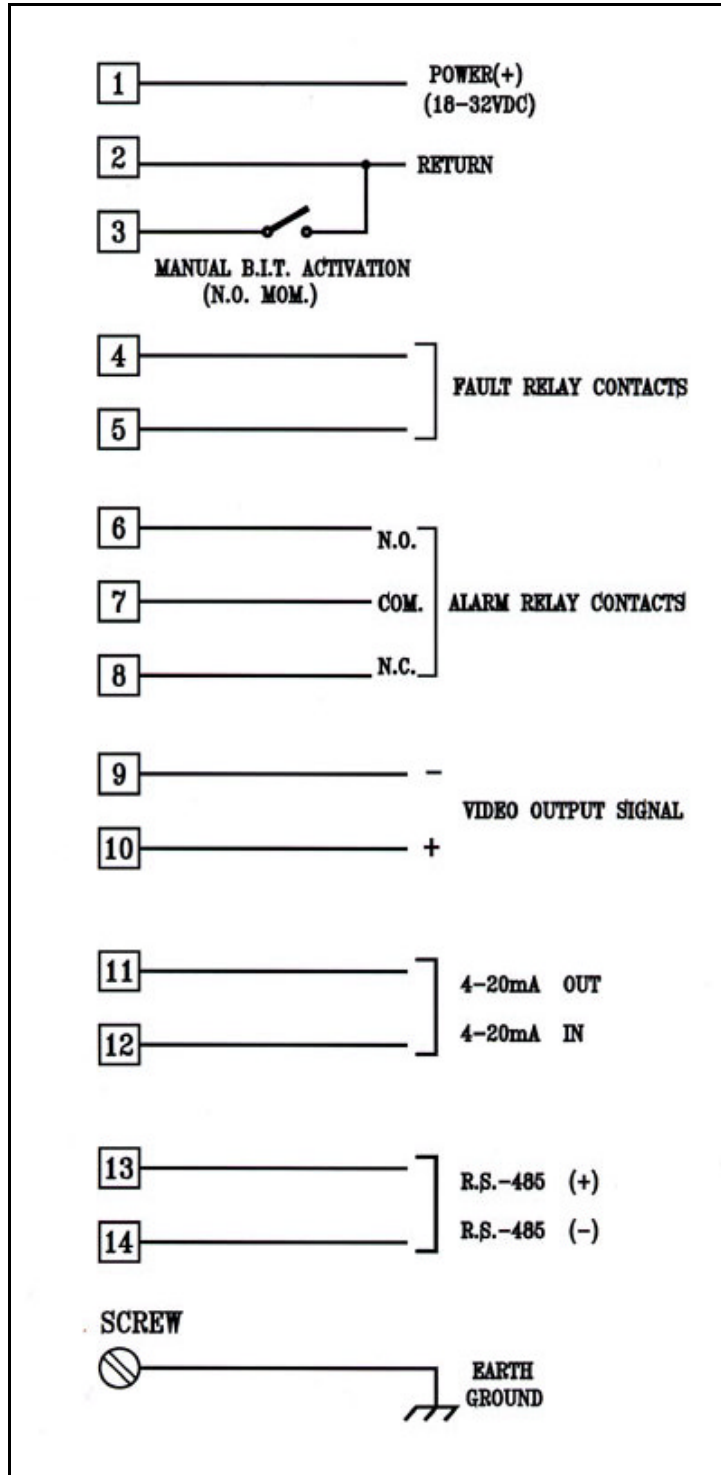 1
POWER(+)
(18-32VDC)
2
RETURN
3
MANUAL B.I.T. ACTIVATION
(N.O. MOM.)
4
FAULT RELAY CONTACTS
5
6
N.O.
7
COM.
ALARM RELAY CONTACTS
8
N.C.
9
-
VIDEO OUTPUT SIGNAL
10
+
11
4-20mA OUT
12
4-20mA IN
13
R.S.-485 (+)
14
R.S.-485 (-)
SCREW
EARTH
GROUND